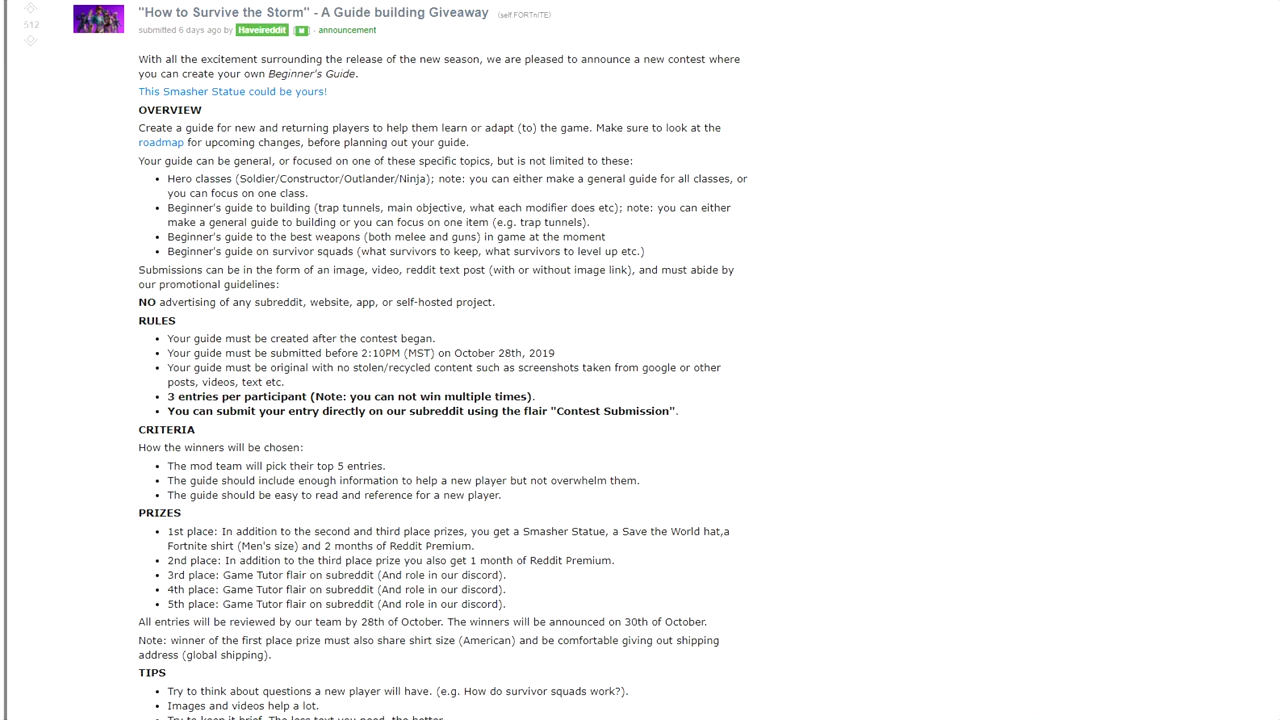 "How to Survive the Storm" - A Guide building Giveaway (self.FORTnITE)
512
submitted 6 days ago by Haveireddit [M] - announcement
With all the excitement surrounding the release of the new season, we are pleased to announce a new contest where
you can create your own Beginner's Guide.
This Smasher Statue could be yours!
OVERVIEW
Create a guide for new and returning players to help them learn or adapt (to) the game. Make sure to look at the
roadmap for upcoming changes, before planning out your guide.
Your guide can be general, or focused on one of these specific topics, but is not limited to these:
• Hero classes (Soldier/Constructor/Outlander/Ninja); note: you can either make a general guide for all classes, or
you can focus on one class.
• Beginner's guide to building (trap tunnels, main objective, what each modifier does etc); note: you can either
make a general guide to building or you can focus on one item (e.g. trap tunnels).
• Beginner's guide to the best weapons (both melee and guns) in game at the moment
• Beginner's guide on survivor squads (what survivors to keep, what survivors to level up etc.)
Submissions can be in the form of an image, video, reddit text post (with or without image link), and must abide by
our promotional guidelines:
NO advertising of any subreddit, website, app, or self-hosted project.
RULES
• Your guide must be created after the contest began.
• Your guide must be submitted before 2:10PM (MST) on October 28th, 2019
• Your guide must be original with no stolen/recycled content such as screenshots taken from google or other
posts, videos, text etc.
• 3 entries per participant (Note: you can not win multiple times).
• You can submit your entry directly on our subreddit using the flair "Contest Submission".
CRITERIA
How the winners will be chosen:
• The mod team will pick their top 5 entries.
• The guide should include enough information to help a new player but not overwhelm them.
• The guide should be easy to read and reference for a new player.
PRIZES
• 1st place: In addition to the second and third place prizes, you get a Smasher Statue, a Save the World hat,a
Fortnite shirt (Men's size) and 2 months of Reddit Premium.
• 2nd place: In addition to the third place prize you also get 1 month of Reddit Premium.
• 3rd place: Game Tutor flair on subreddit (And role in our discord).
• 4th place: Game Tutor flair on subreddit (And role in our discord).
• 5th place: Game Tutor flair on subreddit (And role in our discord).
All entries will be reviewed by our team by 28th of October. The winners will be announced on 30th of October.
Note: winner of the first place prize must also share shirt size (American) and be comfortable giving out shipping
address (global shipping).
TIPS
• Try to think about questions a new player will have. (e.g. How do survivor squads work?).
• Images and videos help a lot.
• Try to keep it brief. The less text you need, the better.